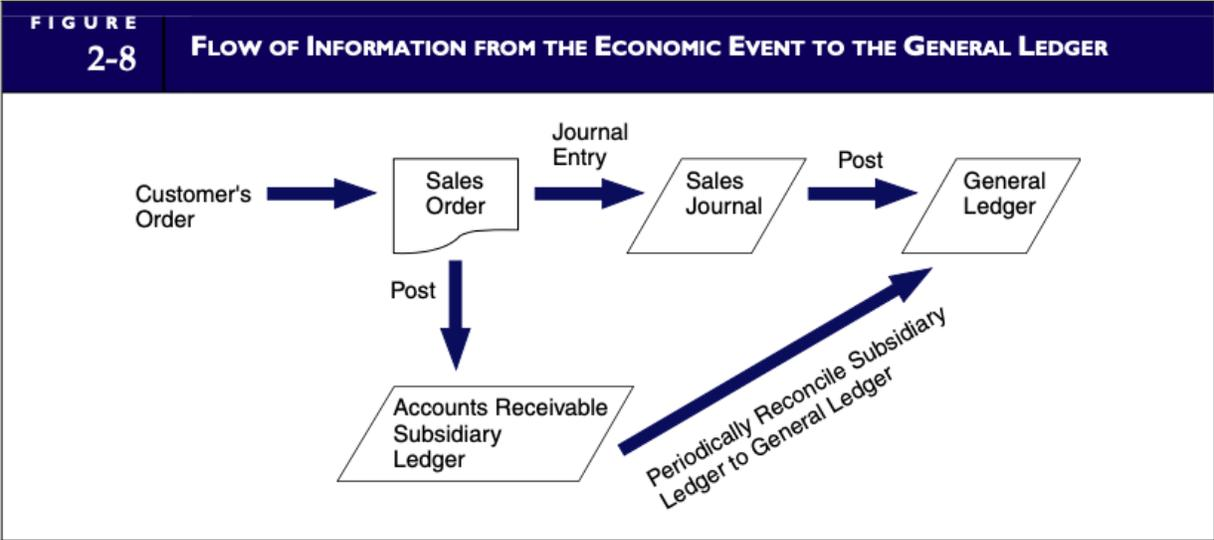 FIGURE
2-8
FLOW OF INFORMATION FROM THE ECONOMIC EVENT TO THE GENERAL LEDGER
Customer's
Order
Sales
Order
Journal
Entry
Sales
Journal
Post
General
Ledger
Post
Accounts Receivable
Subsidiary
Ledger
Periodically Reconcile Subsidiary
Ledger to General Ledger